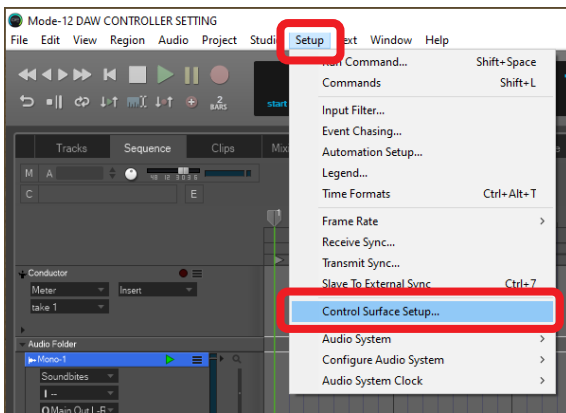 Mode-12 DAW CONTROLLER SETTING
File Edit View Region Audio Project Studio Setup Text Window Help
Run Command... Shift+Space
Commands Shift+L
Input Filter...
Event Chasing...
Automation Setup...
Legend...
Time Formats Ctrl+Alt+T
Frame Rate
Receive Sync...
Transmit Sync...
Slave To External Sync Ctrl+7
Control Surface Setup...
Audio System
Configure Audio System
Audio System Clock
2
BARS
start
Tracks Sequence Clips
M A
C E
Conductor
Meter Insert
take 1
Audio Folder
Mono-1
Soundbites
1 --
Main Out L-R